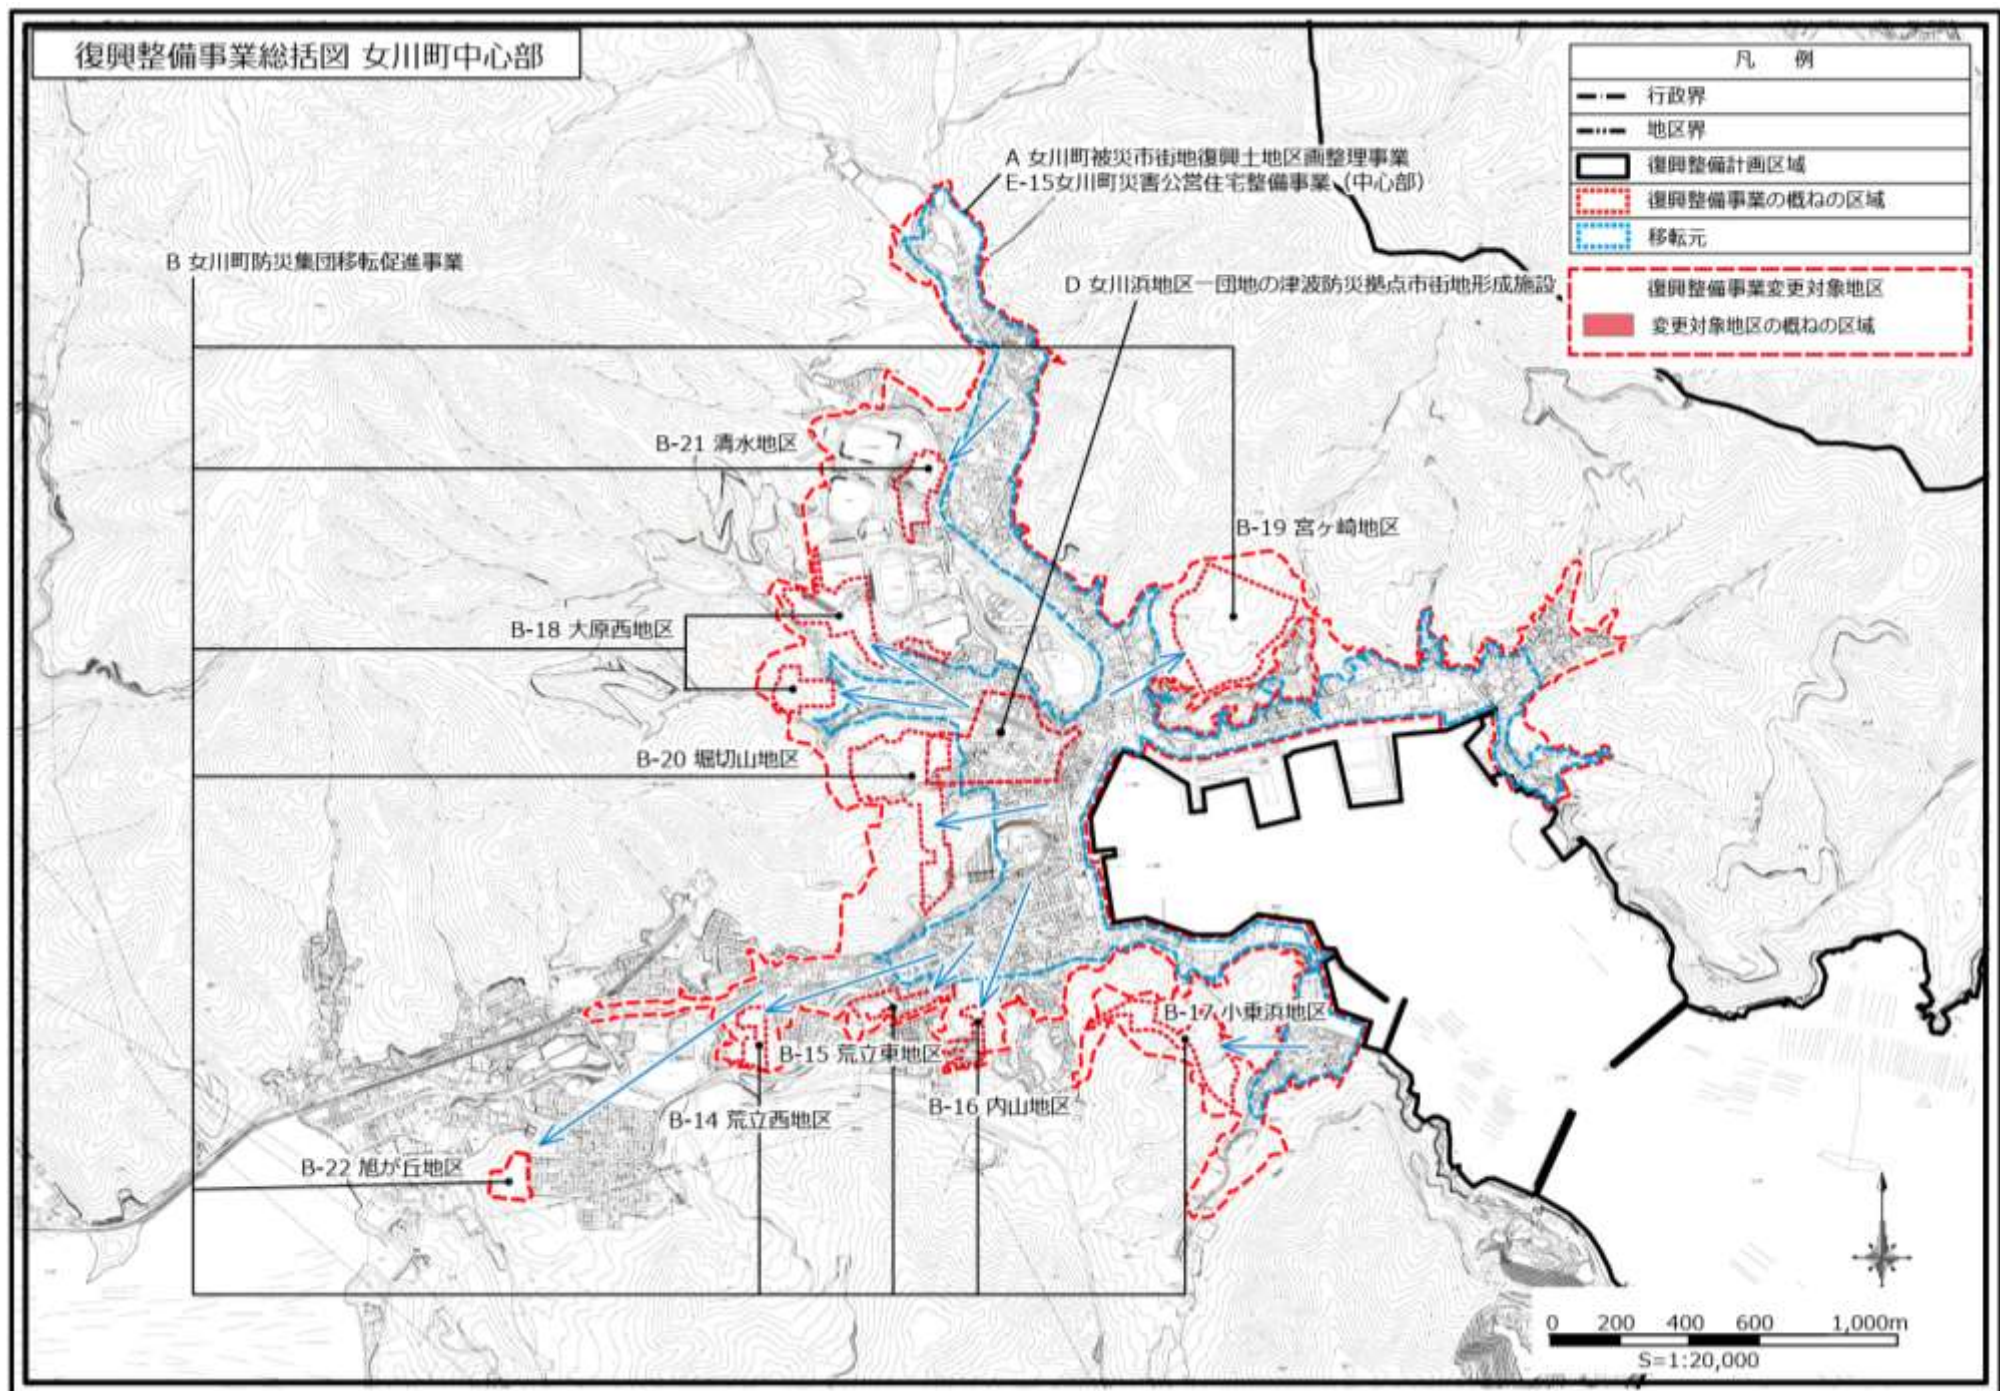 復興整備事業総括図 女川町中心部
凡 例
行政界
地区界
復興整備計画区域
復興整備事業の概ねの区域
移転元
復興整備事業変更対象地区
変更対象地区の概ねの区域
A 女川町被災市街地復興土地区画整理事業
E-15女川町災害公営住宅整備事業（中心部）
B 女川町防災集団移転促進事業
D 女川浜地区一団地の津波防災拠点市街地形成施設
B-21 清水地区
B-19 宮ヶ崎地区
B-18 大原西地区
B-20 堀切山地区
B-17 小乗浜地区
B-15 荒立東地区
B-16 内山地区
B-14 荒立西地区
B-22 旭が丘地区
0 200 400 600 1,000m
S=1:20,000